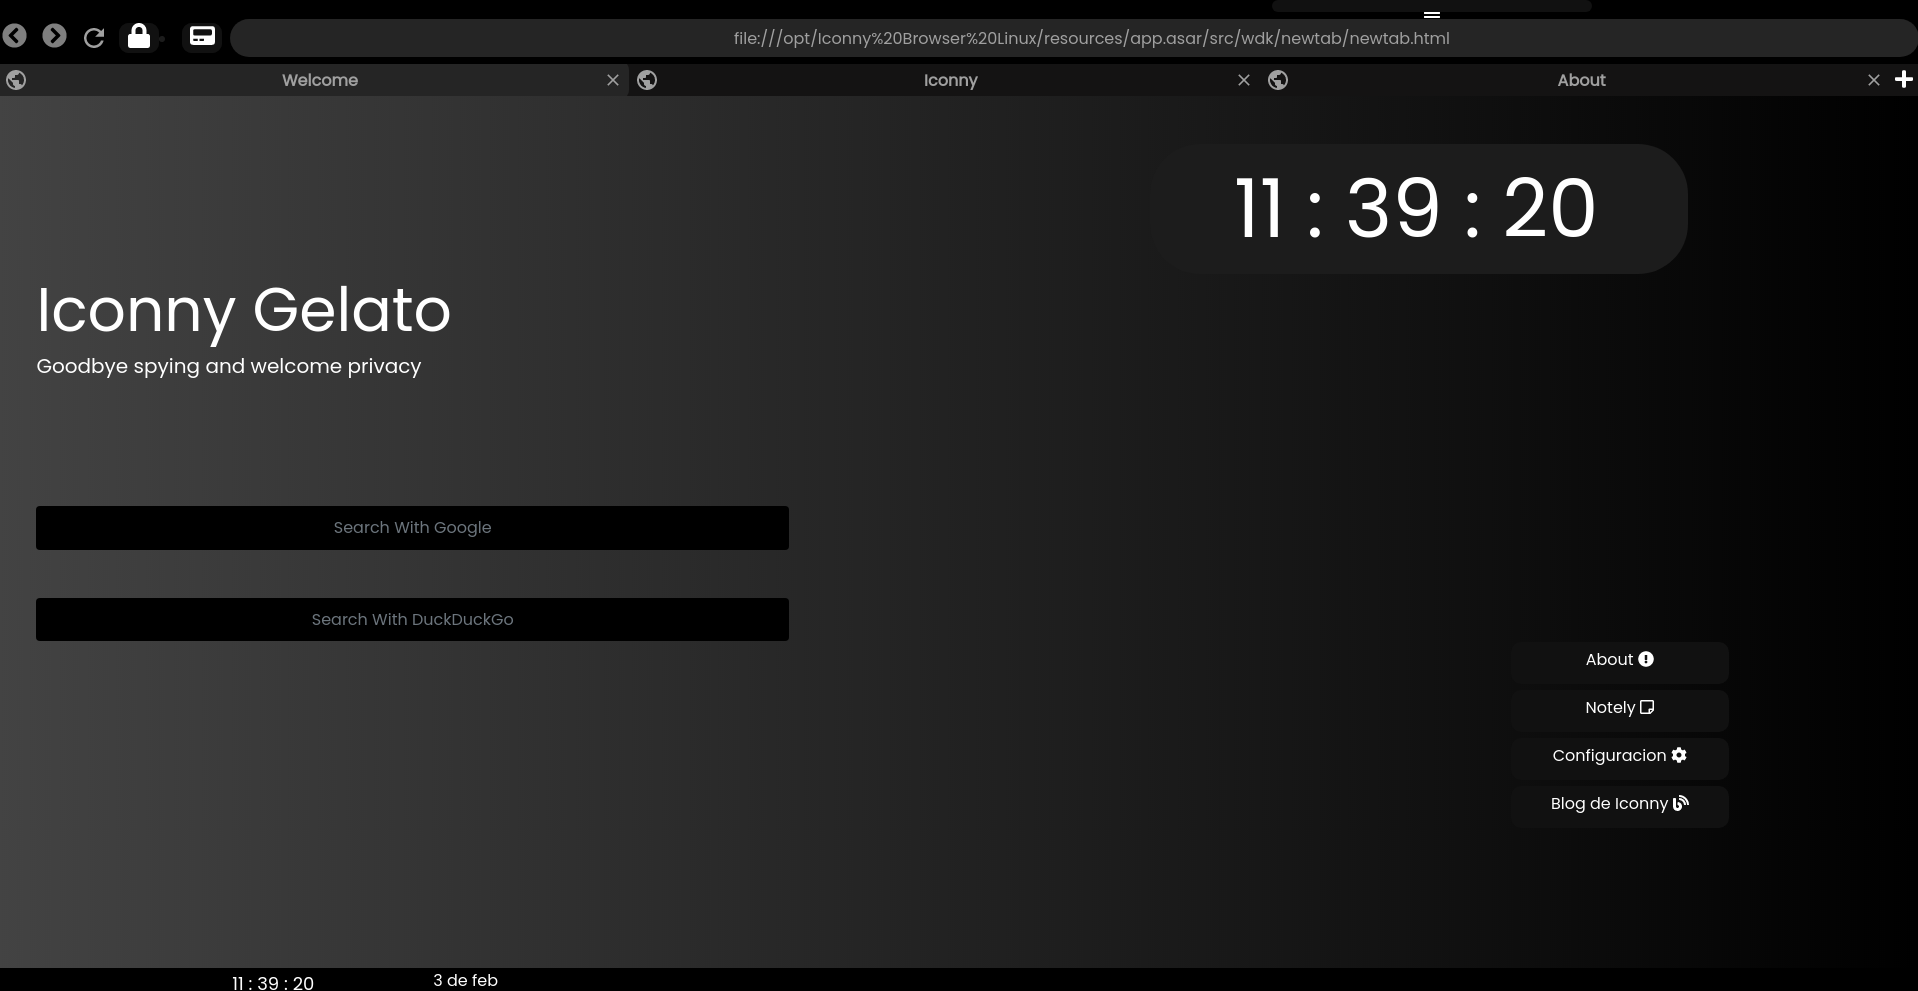 file:///opt/Iconny%20Browser%20Linux/resources/app.asar/src/wdk/newtab/newtab.html
Welcome
Iconny
About
11 : 39 : 20
Iconny Gelato
Goodbye spying and welcome privacy
Search With Google
Search With DuckDuckGo
About
Notely
Configuracion
Blog de Iconny
11 : 39 : 20
3 de feb